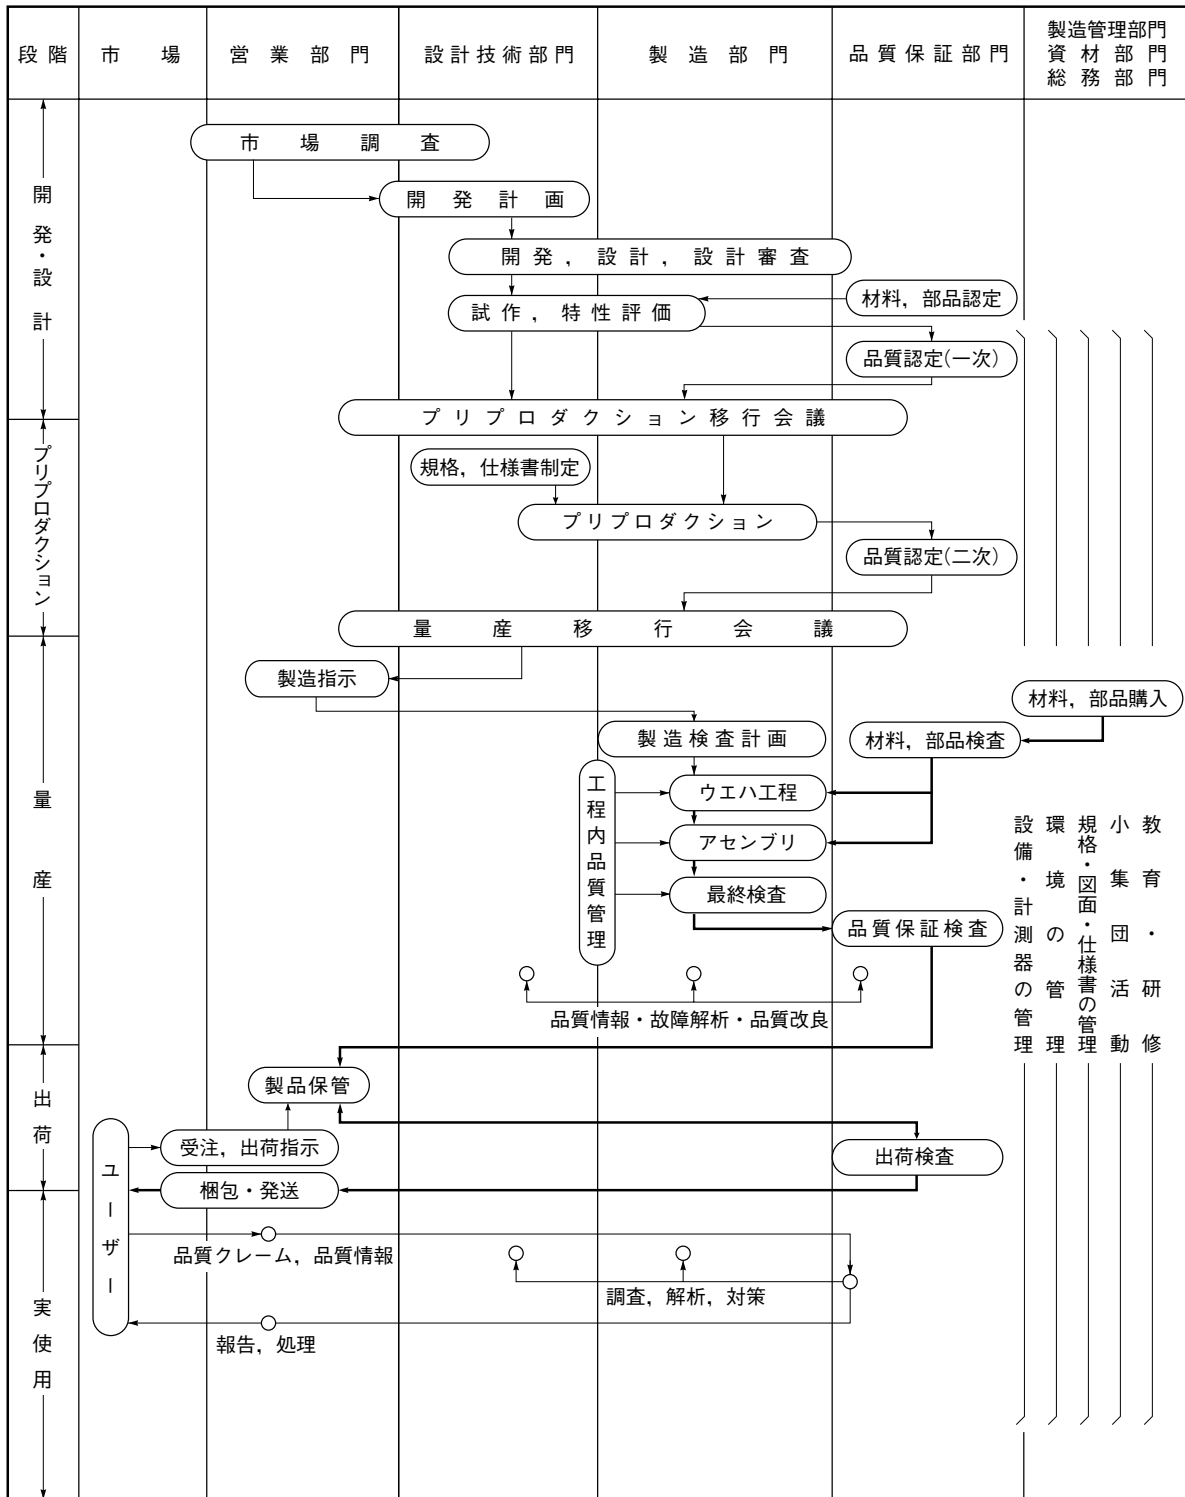 段階
市場
営業部門
設計技術部門
製造部門
品質保証部門
製造管理部門
資材部門
総務部門
開発・設計
市場調査
開発計画
開発，設計，設計審査
材料，部品認定
試作，特性評価
品質認定(一次)
プリプロダクション移行会議
プリプロダクション
規格，仕様書制定
プリプロダクション
品質認定(二次)
量産移行会議
量産
製造指示
材料，部品購入
製造検査計画
材料，部品検査
工程内品質管理
ウエハ工程
アセンブリ
最終検査
品質保証検査
品質情報・故障解析・品質改良
設備・計測器の管理
環境の管理
規格・図面・仕様書の管理
小集団活動
教育・研修
出荷
製品保管
ユーザー
受注，出荷指示
出荷検査
梱包・発送
実使用
品質クレーム，品質情報
調査，解析，対策
報告，処理